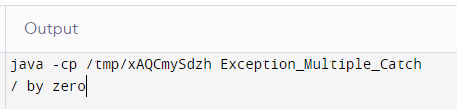 Output
java -cp /tmp/xAQCmySdzh Exception_Multiple_Catch
/ by zero